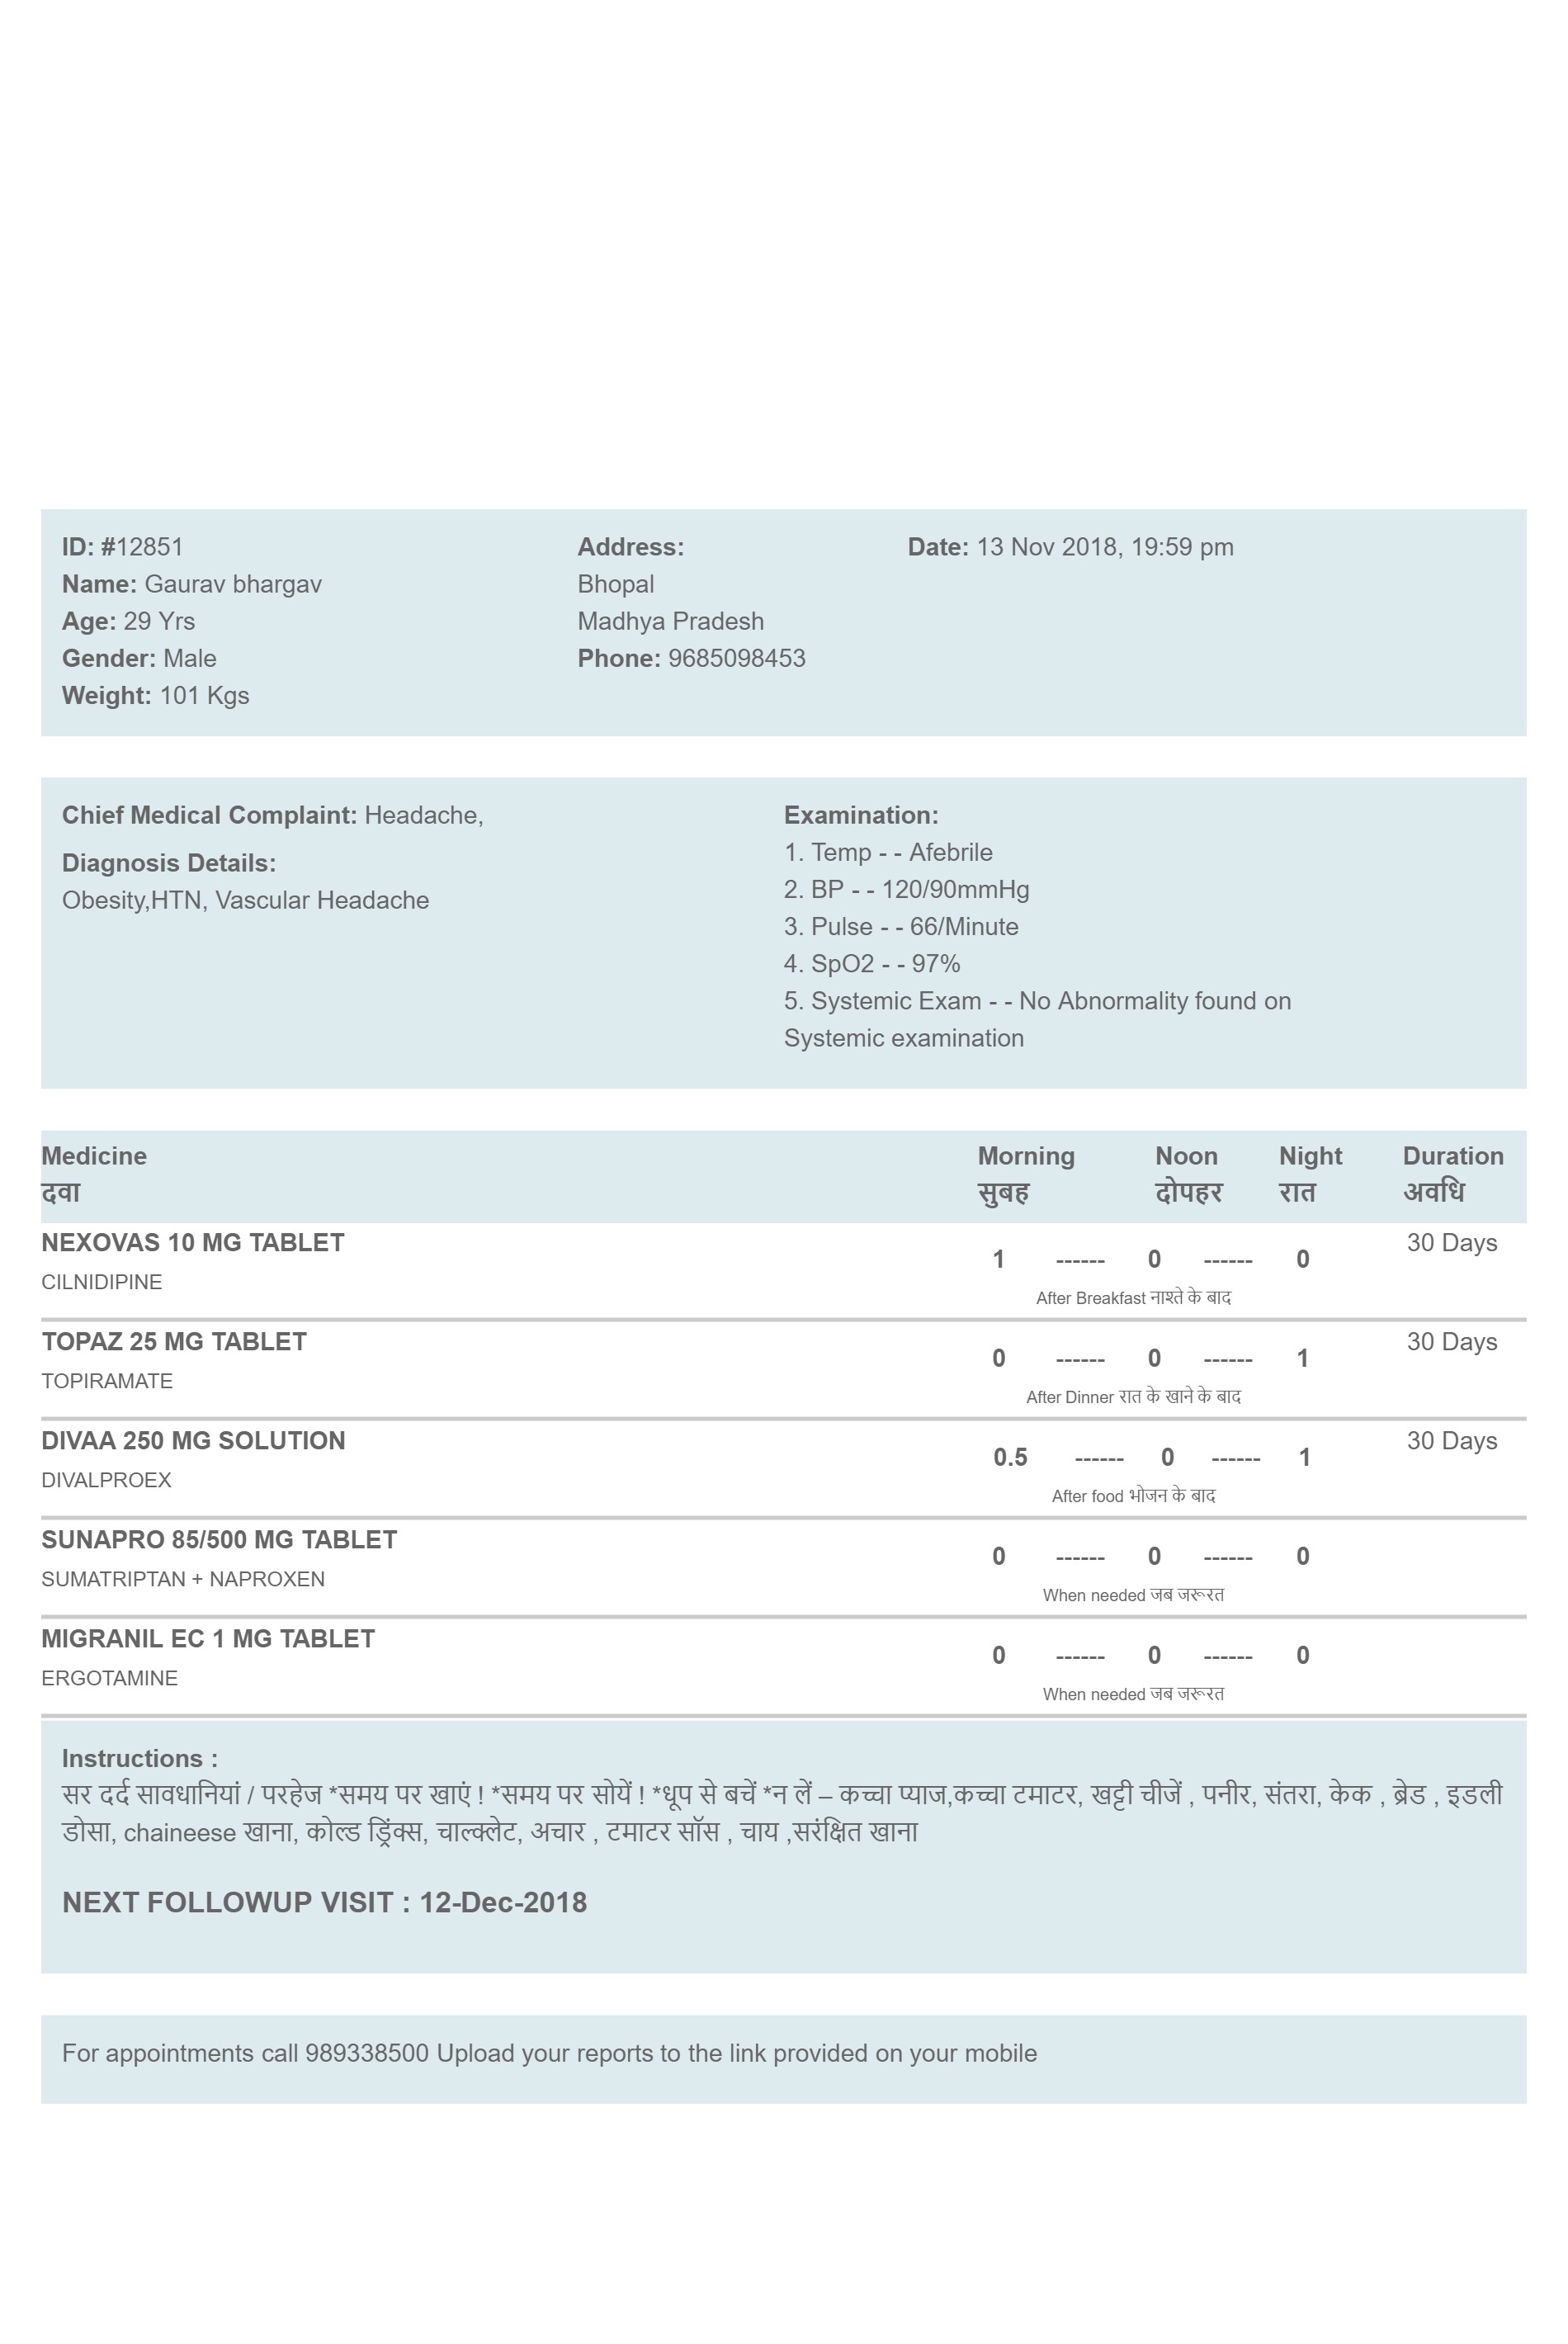 ID: #12851
Name: Gaurav bhargav
Age: 29 Yrs
Gender: Male
Weight: 101 Kgs
Address:
Bhopal
Madhya Pradesh
Phone: 9685098453
Date: 13 Nov 2018, 19:59 pm
Chief Medical Complaint: Headache,
Diagnosis Details:
Obesity,HTN, Vascular Headache
Examination:
1. Temp - - Afebrile
2. BP - - 120/90mmHg
3. Pulse - - 66/Minute
4. SpO2 - - 97%
5. Systemic Exam - - No Abnormality found on
Systemic examination
Medicine Morning Noon Night Duration
दवा सुबह दोपहर रात अवधि
NEXOVAS 10 MG TABLET 30 Days
1 ------ 0 ------ 0
CILNIDIPINE
After Breakfast नाश्ते के बाद
TOPAZ 25 MG TABLET 30 Days
0 ------ 0 ------ 1
TOPIRAMATE
After Dinner रात के खाने के बाद
DIVAA 250 MG SOLUTION 30 Days
0.5 ------ 0 ------ 1
DIVALPROEX
After food भोजन के बाद
SUNAPRO 85/500 MG TABLET
0 ------ 0 ------ 0
SUMATRIPTAN + NAPROXEN
When needed जब जरूरत
MIGRANIL EC 1 MG TABLET
0 ------ 0 ------ 0
ERGOTAMINE
When needed जब जरूरत
Instructions :
सर दर्द सावधानियां / परहेज *समय पर खाएं ! *समय पर सोयें ! *धूप से बचें *न लें – कच्चा प्याज,कच्चा टमाटर, खट्टी चीजें , पनीर, संतरा, केक , ब्रेड , इडली
डोसा, chaineese खाना, कोल्ड ड्रिंक्स, चाल्क्लेट, अचार , टमाटर सॉस , चाय ,सरंक्षित खाना
NEXT FOLLOWUP VISIT : 12-Dec-2018
For appointments call 989338500 Upload your reports to the link provided on your mobile